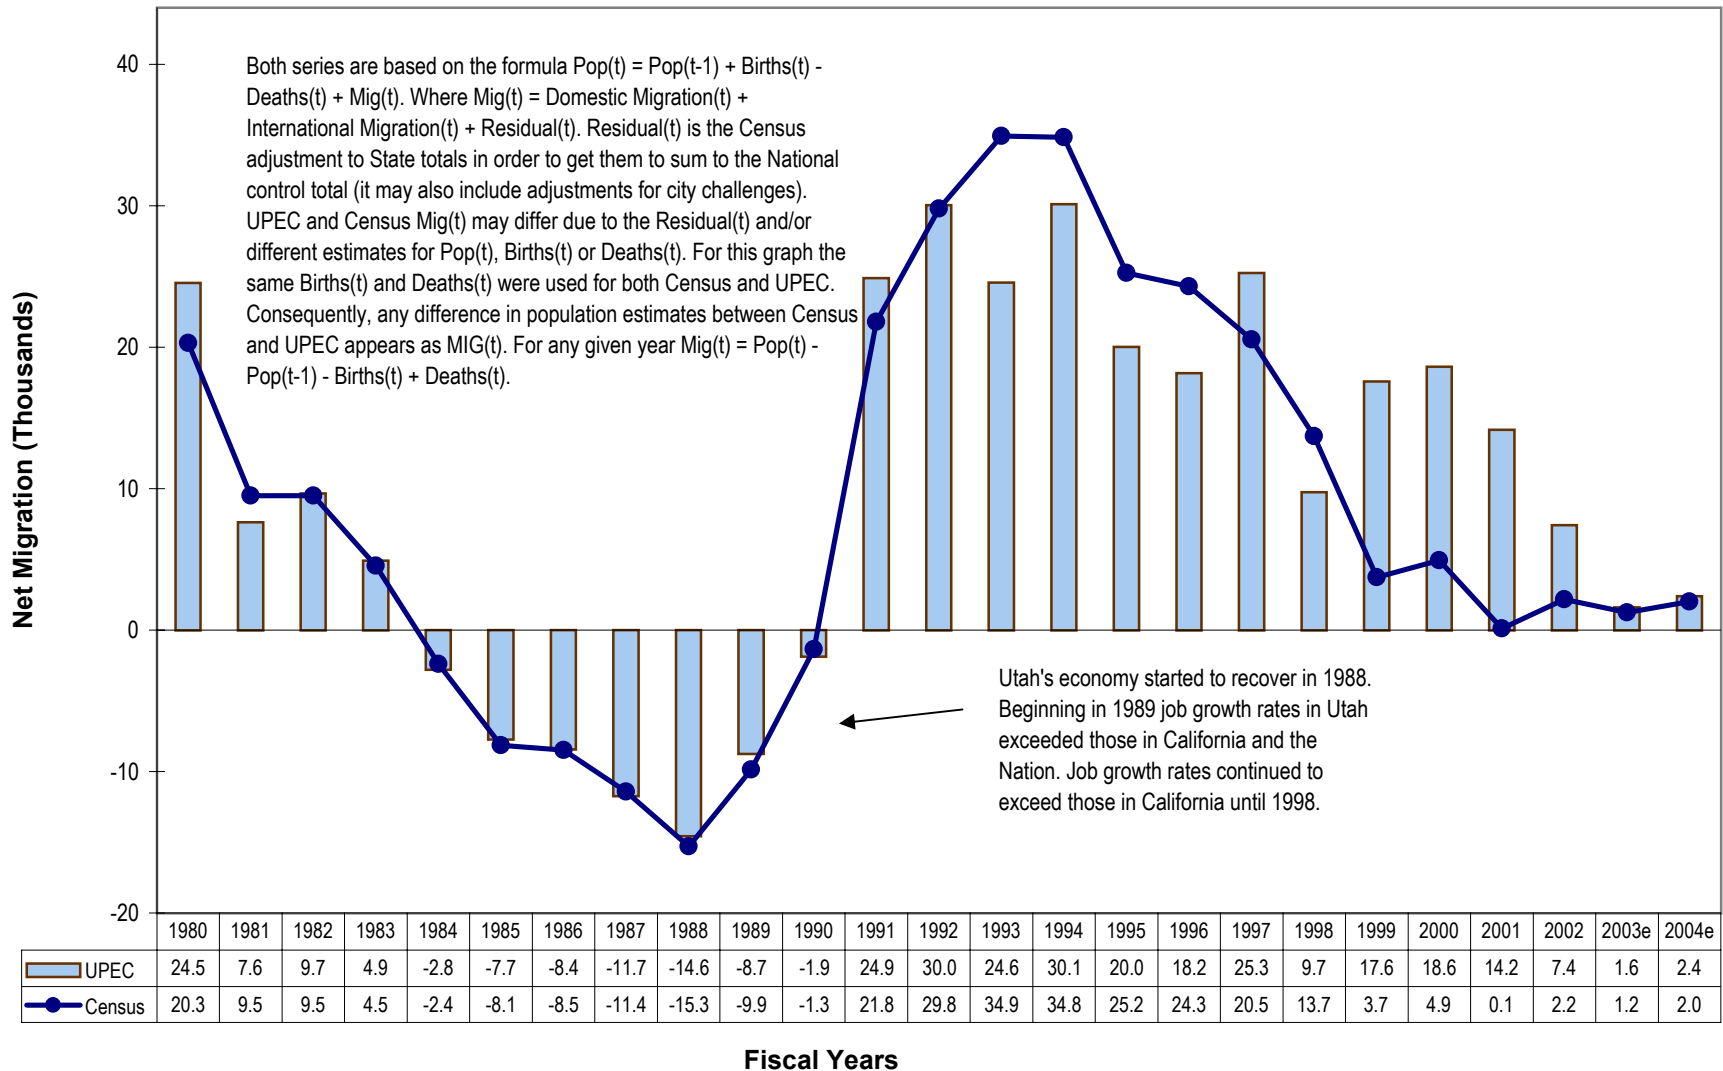 40
30
20
10
0
-10
-20
Net Migration (Thousands)
Both series are based on the formula Pop(t) = Pop(t-1) + Births(t) -
Deaths(t) + Mig(t). Where Mig(t) = Domestic Migration(t) +
International Migration(t) + Residual(t). Residual(t) is the Census
adjustment to State totals in order to get them to sum to the National
control total (it may also include adjustments for city challenges).
UPEC and Census Mig(t) may differ due to the Residual(t) and/or
different estimates for Pop(t), Births(t) or Deaths(t). For this graph the
same Births(t) and Deaths(t) were used for both Census and UPEC.
Consequently, any difference in population estimates between Census
and UPEC appears as MIG(t). For any given year Mig(t) = Pop(t) -
Pop(t-1) - Births(t) + Deaths(t).
Utah's economy started to recover in 1988.
Beginning in 1989 job growth rates in Utah
exceeded those in California and the
Nation. Job growth rates continued to
exceed those in California until 1998.
1980 1981 1982 1983 1984 1985 1986 1987 1988 1989 1990 1991 1992 1993 1994 1995 1996 1997 1998 1999 2000 2001 2002 2003e 2004e
UPEC 24.5 7.6 9.7 4.9 -2.8 -7.7 -8.4 -11.7 -14.6 -8.7 -1.9 24.9 30.0 24.6 30.1 20.0 18.2 25.3 9.7 17.6 18.6 14.2 7.4 1.6 2.4
Census 20.3 9.5 9.5 4.5 -2.4 -8.1 -8.5 -11.4 -15.3 -9.9 -1.3 21.8 29.8 34.9 34.8 25.2 24.3 20.5 13.7 3.7 4.9 0.1 2.2 1.2 2.0
Fiscal Years